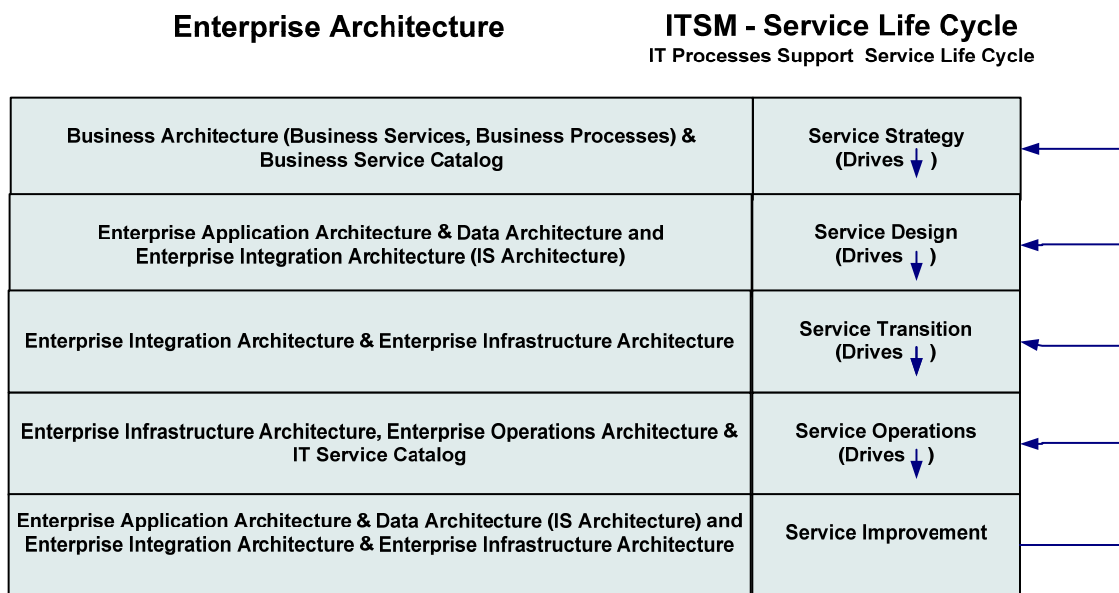 Enterprise Architecture
ITSM - Service Life Cycle
IT Processes Support Service Life Cycle
Business Architecture (Business Services, Business Processes) &
Business Service Catalog
Service Strategy
(Drives )
Enterprise Application Architecture & Data Architecture and
Enterprise Integration Architecture (IS Architecture)
Service Design
(Drives )
Enterprise Integration Architecture & Enterprise Infrastructure Architecture
Service Transition
(Drives )
Enterprise Infrastructure Architecture, Enterprise Operations Architecture &
IT Service Catalog
Service Operations
(Drives )
Enterprise Application Architecture & Data Architecture (IS Architecture) and
Enterprise Integration Architecture & Enterprise Infrastructure Architecture
Service Improvement